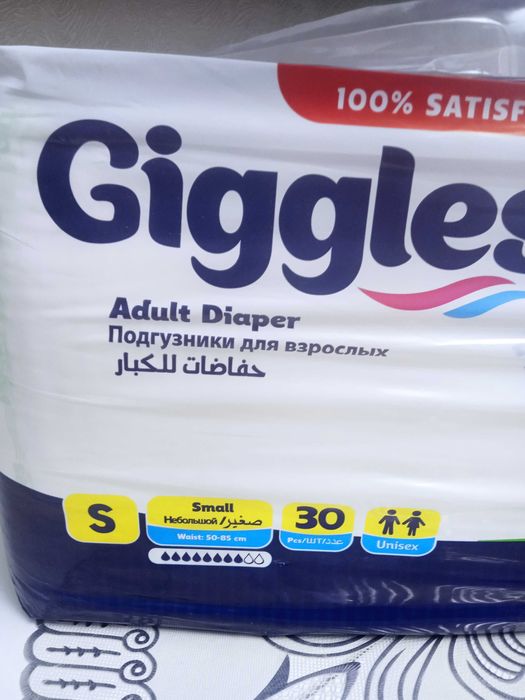 100% SATISF
Giggles
Adult Diaper
Подгузники для взрослых
حفاضات للكبار
S
Small
Небольшой/صغير
Waist: 50-85 cm
30
Pcs/ШТ/عدد
Unisex